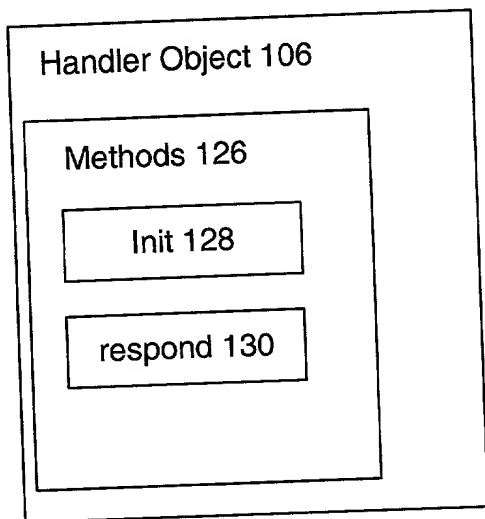 Handler Object 106
Methods 126
Init 128
respond 130